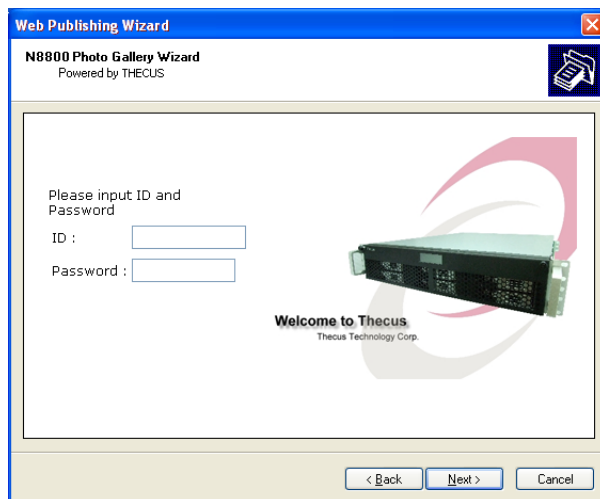 Web Publishing Wizard
N8800 Photo Gallery Wizard
Powered by THECUS
Please input ID and
Password
ID :
Password :
Welcome to Thecus
Thecus Technology Corp.
< Back
Next >
Cancel